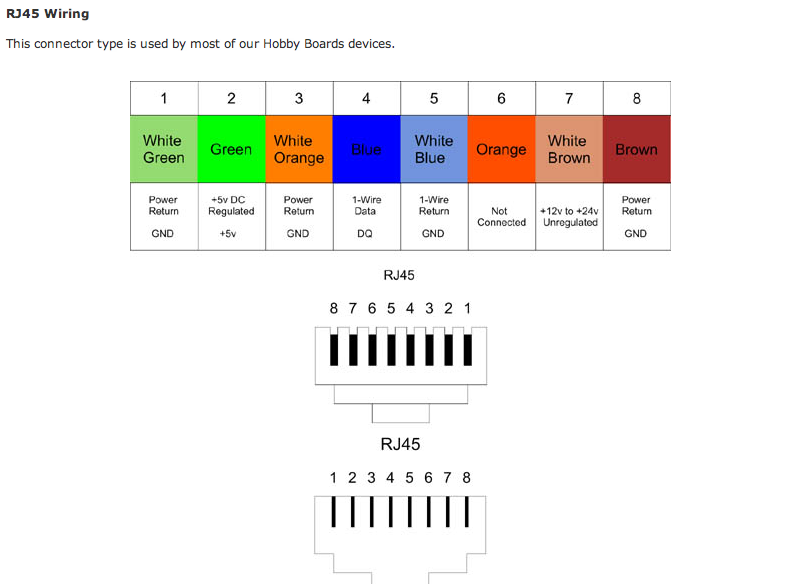 RJ45 Wiring
This connector type is used by most of our Hobby Boards devices.
1 2 3 4 5 6 7 8
White Green
Green
White Orange
Blue
White Blue
Orange
White Brown
Brown
Power Return GND
+5v DC Regulated +5v
Power Return GND
1-Wire Data DQ
1-Wire Return GND
Not Connected
+12v to +24v Unregulated
Power Return GND
RJ45
8 7 6 5 4 3 2 1
RJ45
1 2 3 4 5 6 7 8